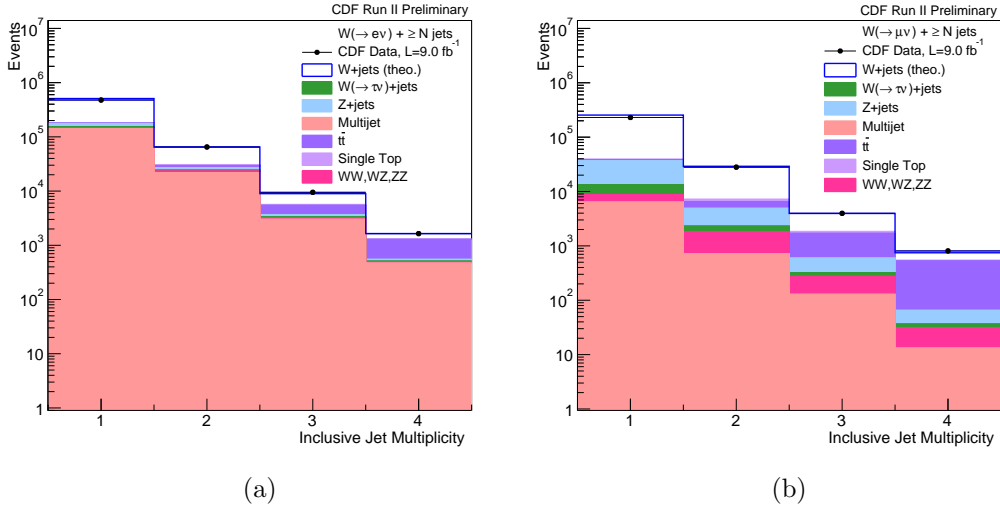 CDF Run II Preliminary
Events
10^7
10^6
10^5
10^4
10^3
10^2
10
1
W(→ eν) + ≥ N jets
CDF Data, L=9.0 fb^-1
W+jets (theo.)
W(→ τν)+jets
Z+jets
Multijet
tt̄
Single Top
WW,WZ,ZZ
1 2 3 4
Inclusive Jet Multiplicity
(a)
CDF Run II Preliminary
Events
10^7
10^6
10^5
10^4
10^3
10^2
10
1
W(→ μν) + ≥ N jets
CDF Data, L=9.0 fb^-1
W+jets (theo.)
W(→ τν)+jets
Z+jets
Multijet
tt̄
Single Top
WW,WZ,ZZ
1 2 3 4
Inclusive Jet Multiplicity
(b)